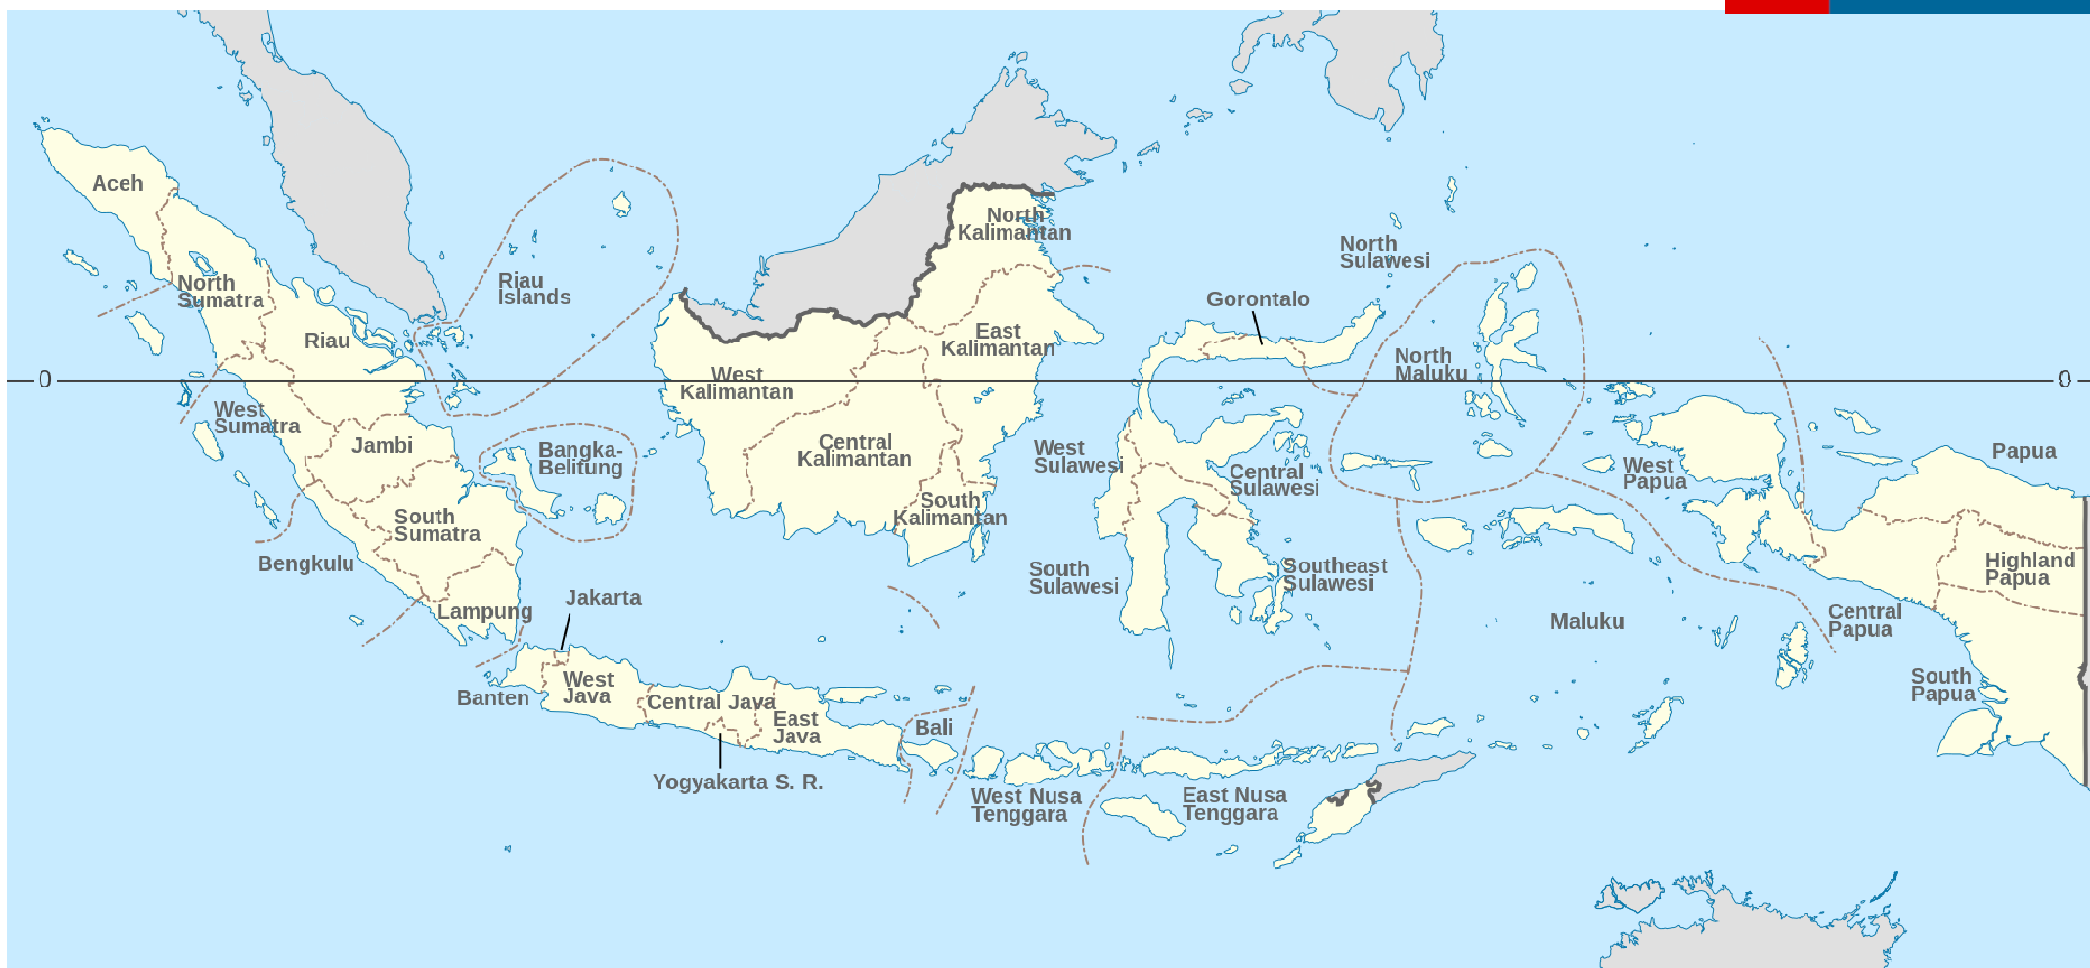 Aceh
North
Kalimantan
North
Sulawesi
North
Sumatra
Riau
Islands
Gorontalo
Riau
East
Kalimantan
North
Maluku
0
0
West
Kalimantan
West
Sumatra
Jambi
Bangka-
Belitung
Central
Kalimantan
West
Sulawesi
Central
Sulawesi
West
Papua
Papua
South
Sumatra
South
Kalimantan
Bengkulu
South
Sulawesi
Southeast
Sulawesi
Highland
Papua
Lampung
Jakarta
Maluku
Central
Papua
Banten
West
Java
Central Java
East
Java
Bali
South
Papua
Yogyakarta S. R.
West Nusa
Tenggara
East Nusa
Tenggara